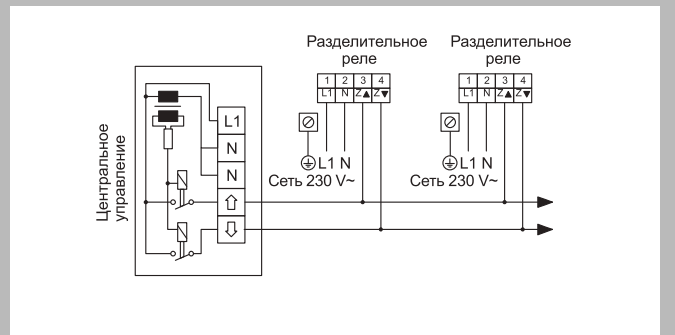 Разделительное
реле
Разделительное
реле
1 2 3 4
L1 N Z▲ Z▼
1 2 3 4
L1 N Z▲ Z▼
Центральное
управление
L1
N
N
L1 N
Сеть 230 V~
L1 N
Сеть 230 V~